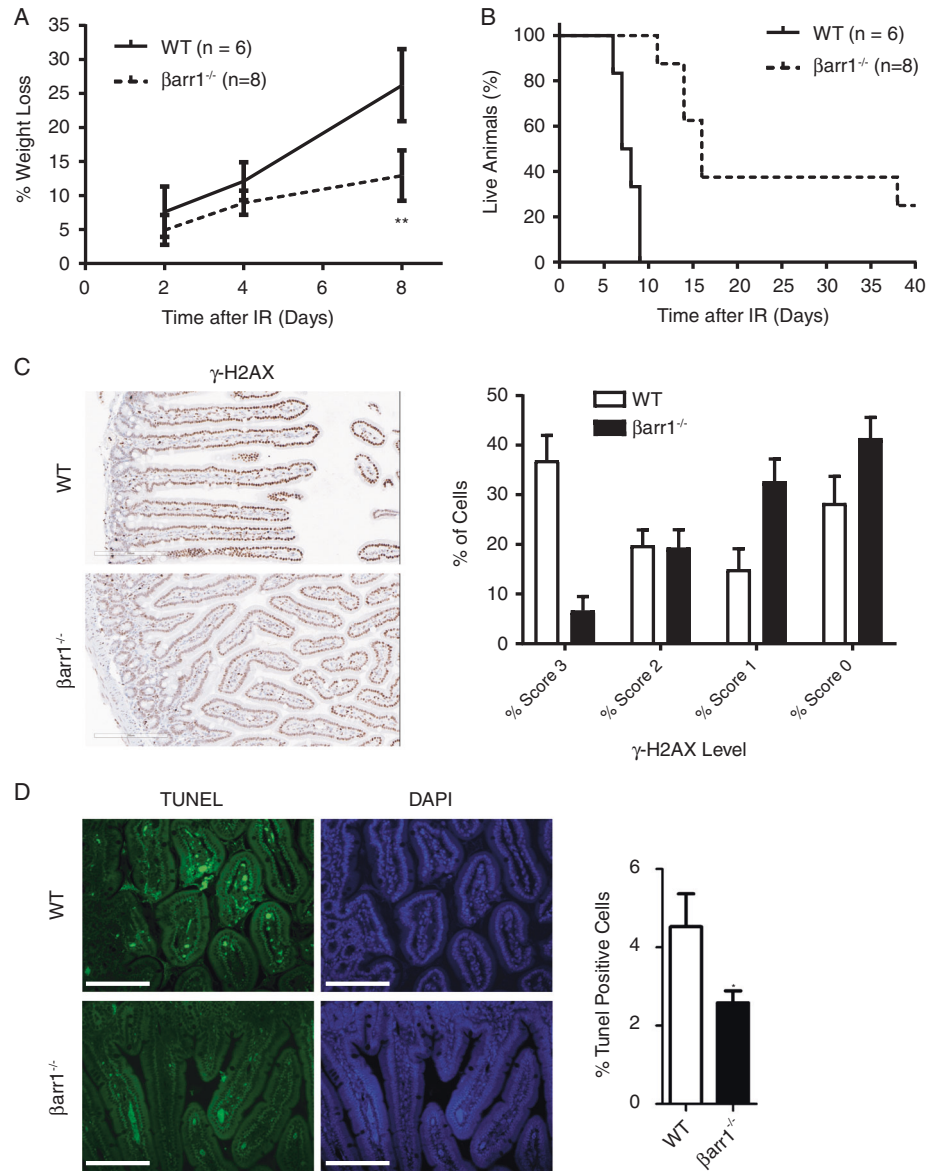 A
WT (n = 6)
βarr1-/- (n=8)
% Weight Loss
35
30
25
20
15
10
5
0
**
0 2 4 6 8
Time after IR (Days)
B
WT (n = 6)
βarr1-/- (n=8)
Live Animals (%)
100
80
60
40
20
0
0 5 10 15 20 25 30 35 40
Time after IR (Days)
C
γ-H2AX
WT
βarr1-/-
WT
βarr1-/-
% of Cells
50
40
30
20
10
0
% Score 3
% Score 2
% Score 1
% Score 0
γ-H2AX Level
D
TUNEL
DAPI
WT
βarr1-/-
% Tunel Positive Cells
6
4
2
0
*
WT
βarr1-/-